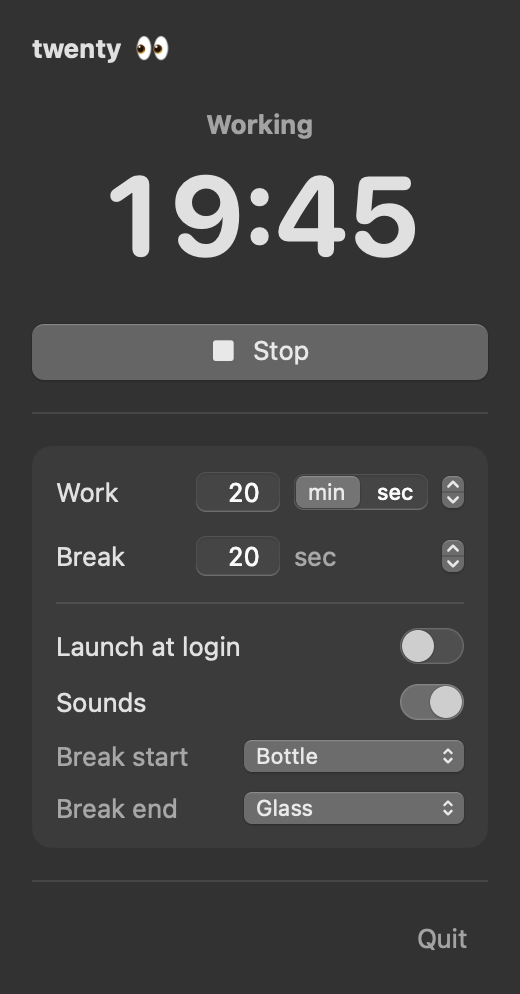 twenty 👀
Working
19:45
Stop
Work 20 min sec
Break 20 sec
Launch at login
Sounds
Break start Bottle
Break end Glass
Quit